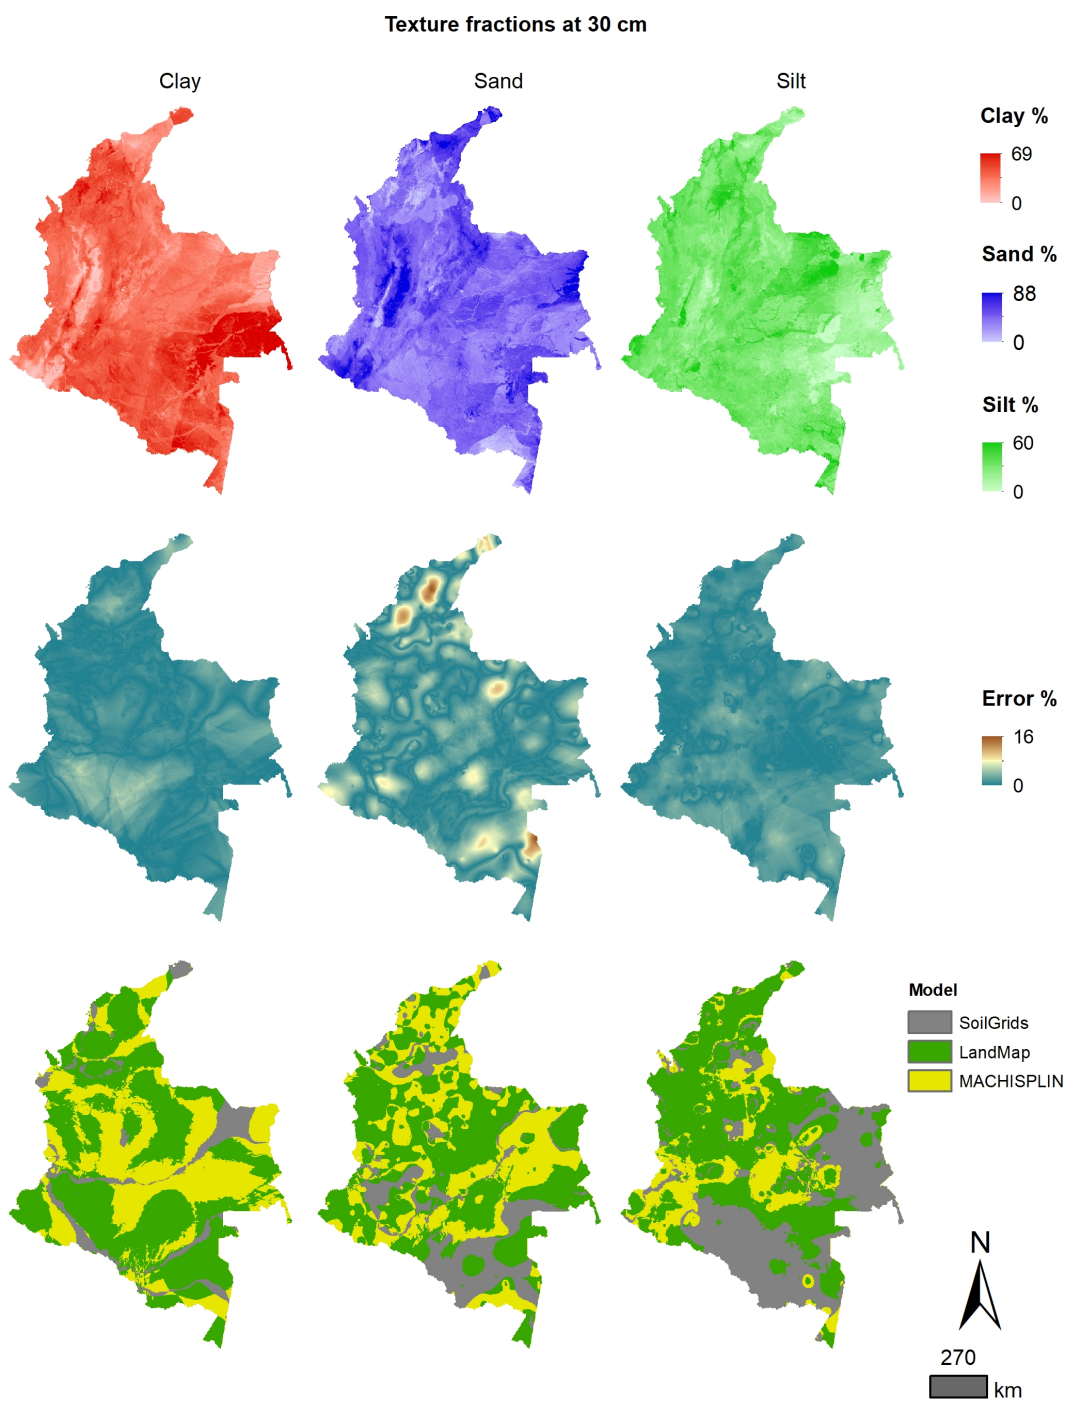 Texture fractions at 30 cm
Clay
Sand
Silt
Clay %
69
0
Sand %
88
0
Silt %
60
0
Error %
16
0
Model
SoilGrids
LandMap
MACHISPLIN
N
270
km